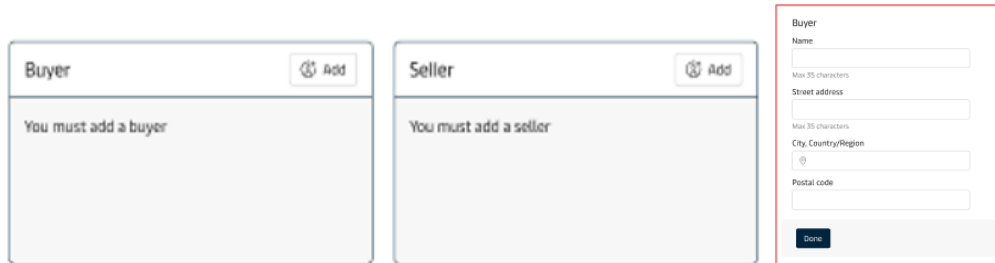 Buyer
Add
You must add a buyer
Seller
Add
You must add a seller
Buyer
Name
Max 35 characters
Street address
Max 35 characters
City, Country/Region
Postal code
Done